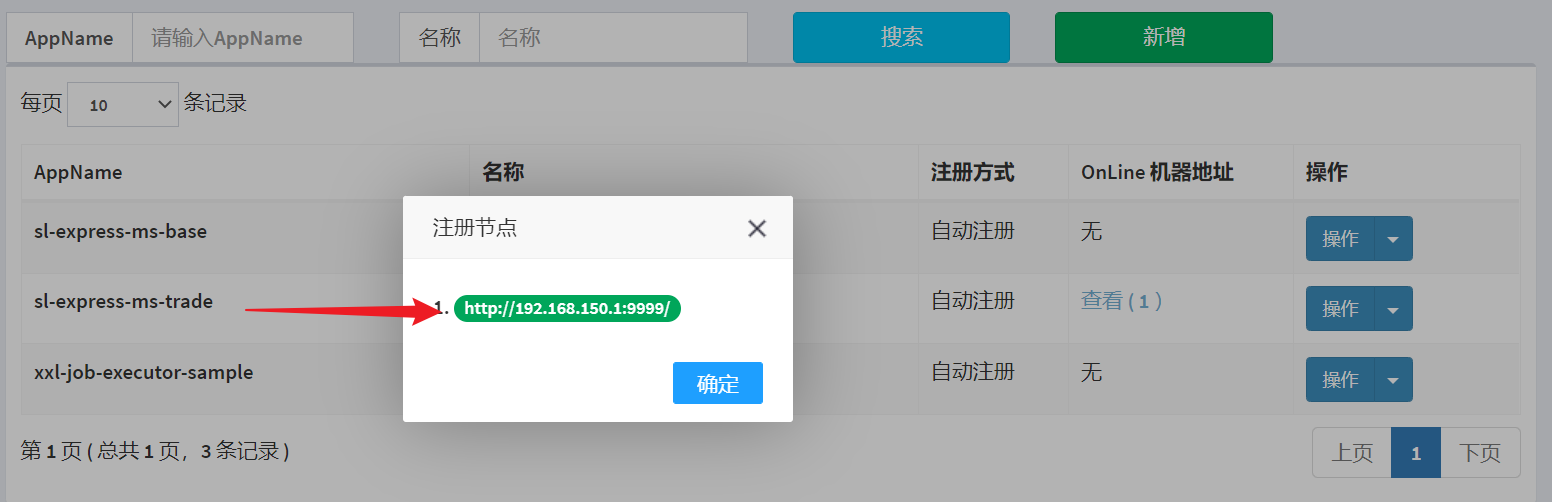 AppName 请输入AppName 名称 名称 搜索 新增
每页 10 条记录
AppName 名称 注册方式 OnLine 机器地址 操作
注册节点
sl-express-ms-base 自动注册 无 操作
sl-express-ms-trade 1. http://192.168.150.1:9999/ 自动注册 查看 ( 1 ) 操作
xxl-job-executor-sample 自动注册 无 操作
确定
第 1 页 ( 总共 1 页，3 条记录 ) 上页 1 下页